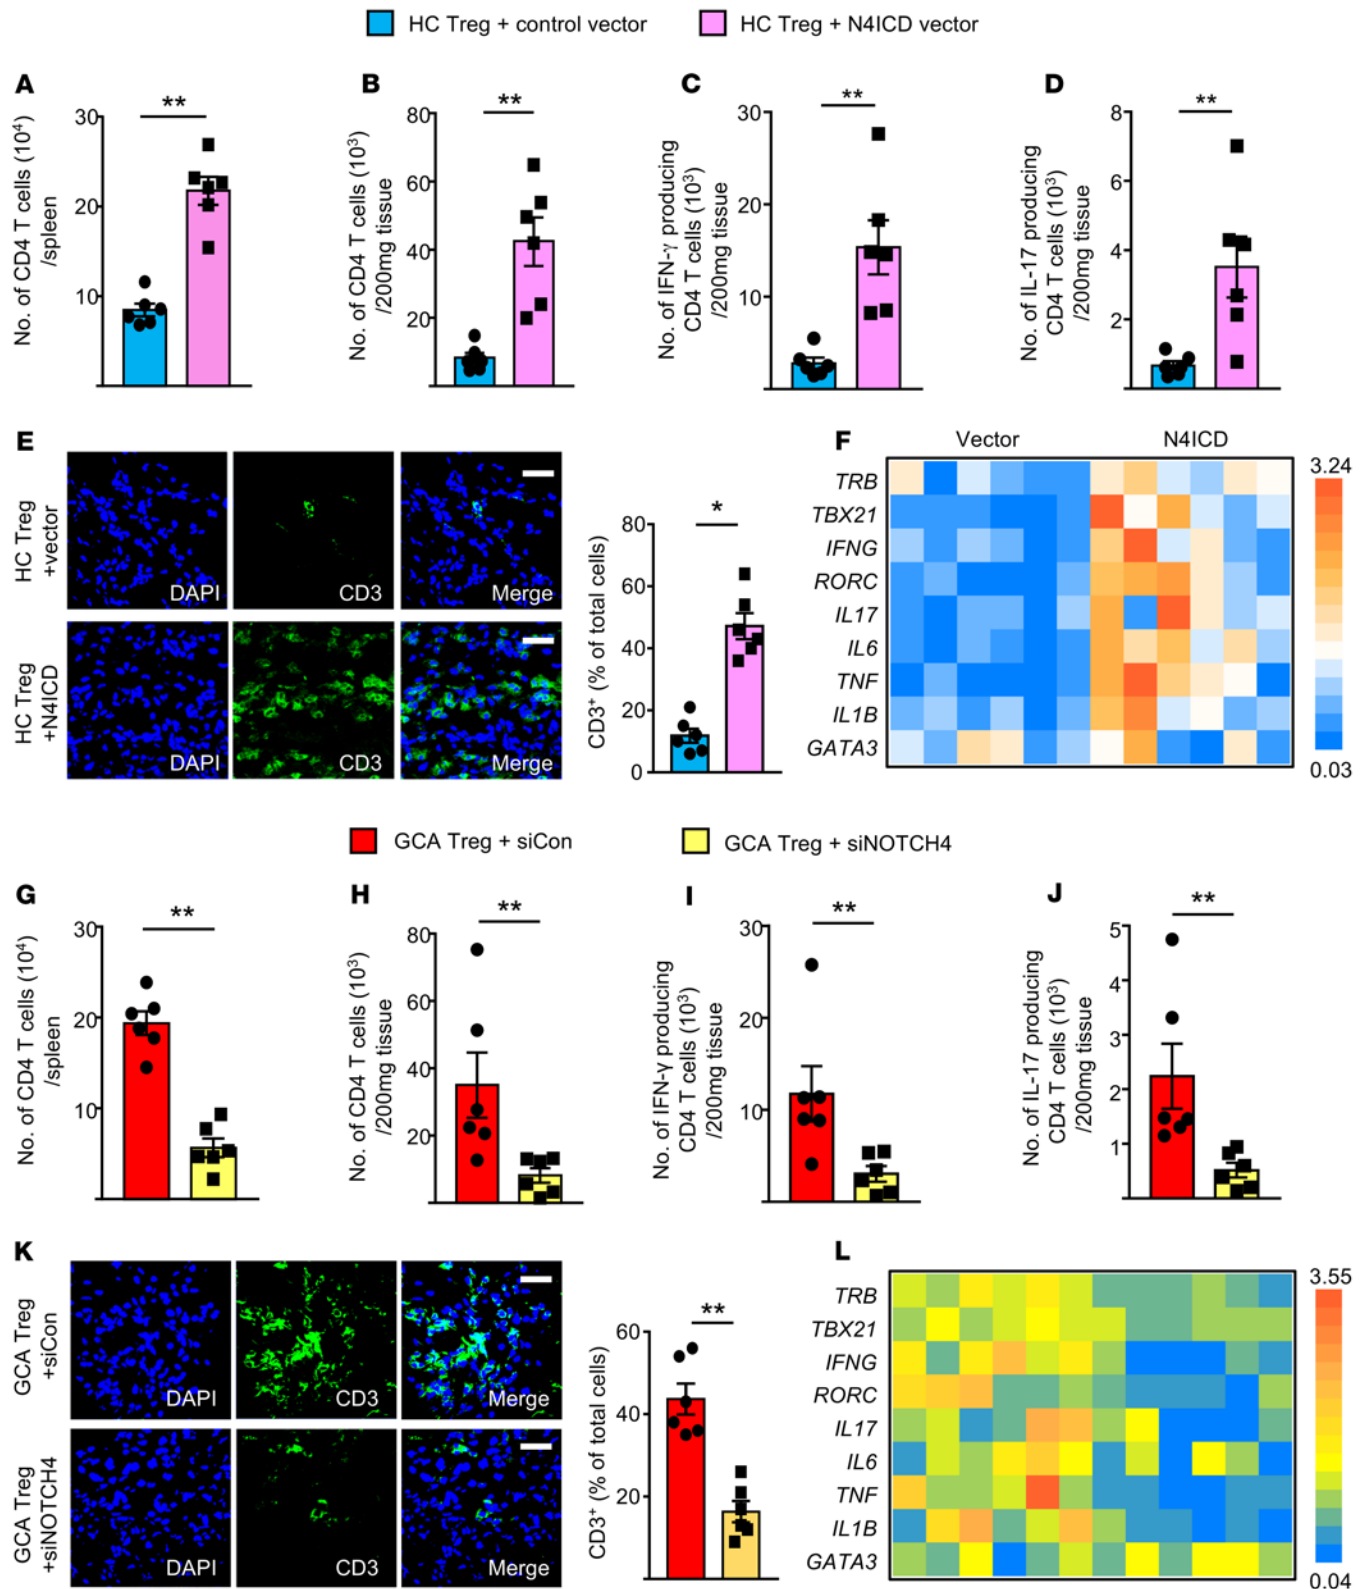 HC Treg + control vector
HC Treg + N4ICD vector
A
**
30
20
10
No. of CD4 T cells (10⁴)
/spleen
B
**
80
60
40
20
No. of CD4 T cells (10³)
/200mg tissue
C
**
30
20
10
No. of IFN-γ producing
CD4 T cells (10³)
/200mg tissue
D
**
8
6
4
2
No. of IL-17 producing
CD4 T cells (10³)
/200mg tissue
E
HC Treg
+vector
DAPI
CD3
Merge
HC Treg
+N4ICD
DAPI
CD3
Merge
*
80
60
40
20
0
CD3⁺ (% of total cells)
F
Vector
N4ICD
TRB
TBX21
IFNG
RORC
IL17
IL6
TNF
IL1B
GATA3
3.24
0.03
GCA Treg + siCon
GCA Treg + siNOTCH4
G
**
30
20
10
No. of CD4 T cells (10⁴)
/spleen
H
**
80
60
40
20
No. of CD4 T cells (10³)
/200mg tissue
I
**
30
20
10
No. of IFN-γ producing
CD4 T cells (10³)
/200mg tissue
J
**
5
4
3
2
1
No. of IL-17 producing
CD4 T cells (10³)
/200mg tissue
K
GCA Treg
+siCon
DAPI
CD3
Merge
GCA Treg
+siNOTCH4
DAPI
CD3
Merge
**
60
40
20
CD3⁺ (% of total cells)
L
TRB
TBX21
IFNG
RORC
IL17
IL6
TNF
IL1B
GATA3
3.55
0.04